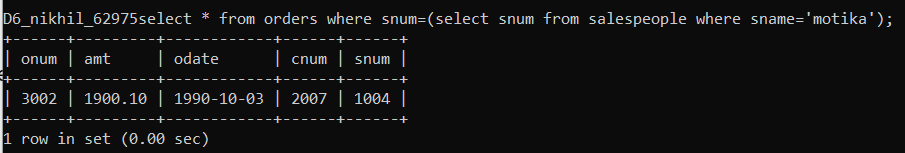 D6_nikhil_62975select * from orders where snum=(select snum from salespeople where sname='motika');
+------+---------+------------+------+------+
| onum | amt     | odate      | cnum | snum |
+------+---------+------------+------+------+
| 3002 | 1900.10 | 1990-10-03 | 2007 | 1004 |
+------+---------+------------+------+------+
1 row in set (0.00 sec)